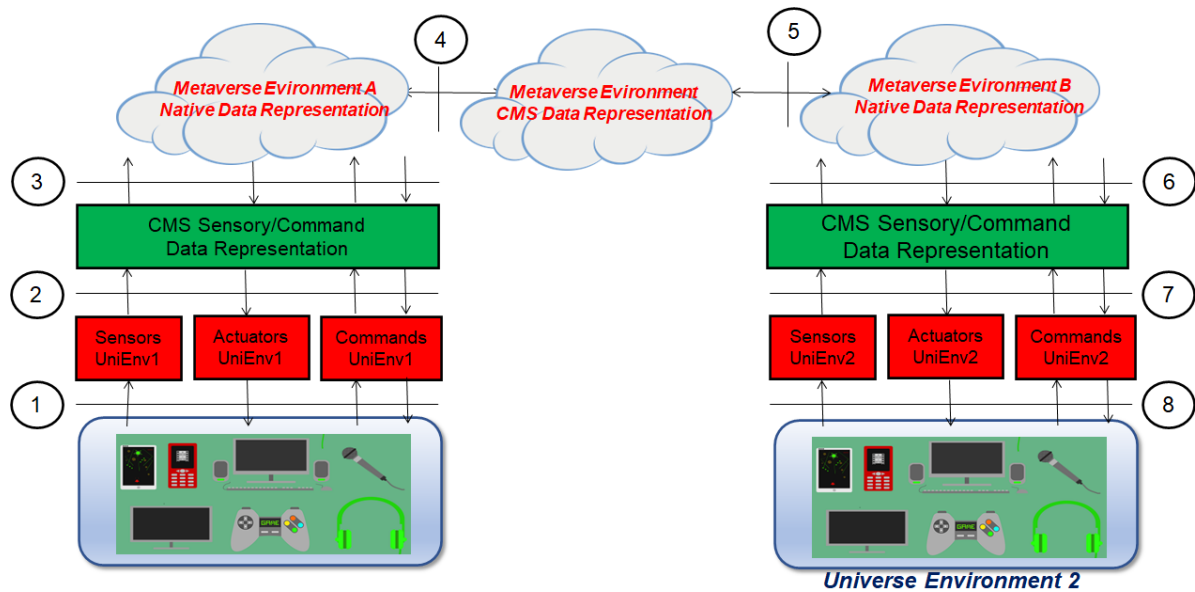 4
5
Metaverse Evironment A
Native Data Representation
Metaverse Evironment
CMS Data Representation
Metaverse Evironment B
Native Data Representation
3
6
CMS Sensory/Command
Data Representation
CMS Sensory/Command
Data Representation
2
7
Sensors
UniEnv1
Actuators
UniEnv1
Commands
UniEnv1
Sensors
UniEnv2
Actuators
UniEnv2
Commands
UniEnv2
1
8
GAME
GAME
Universe Environment 2